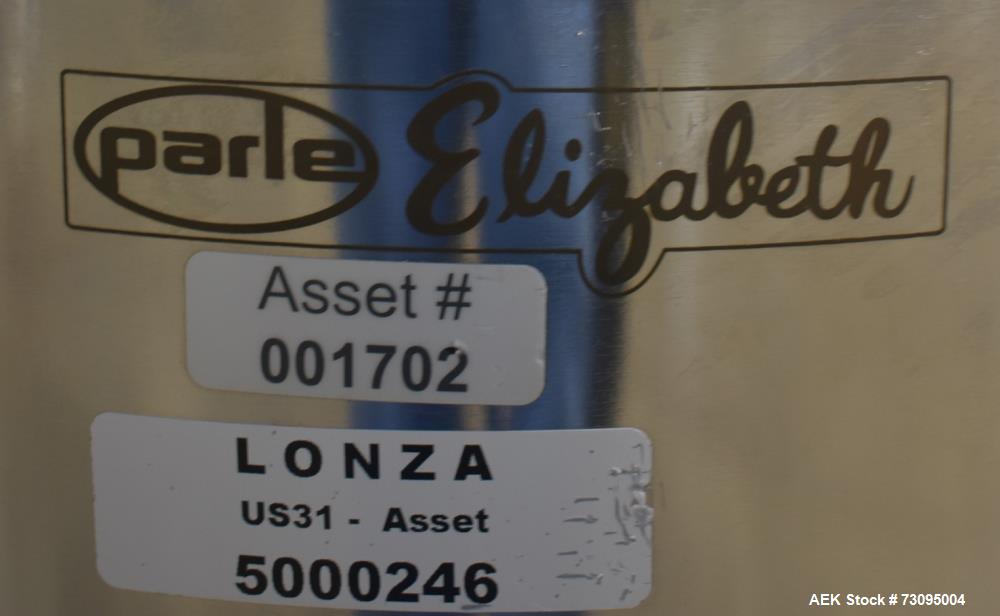 parle Elizabeth
Asset #
001702
LONZA
US31 - Asset
5000246
AEK Stock # 73095004